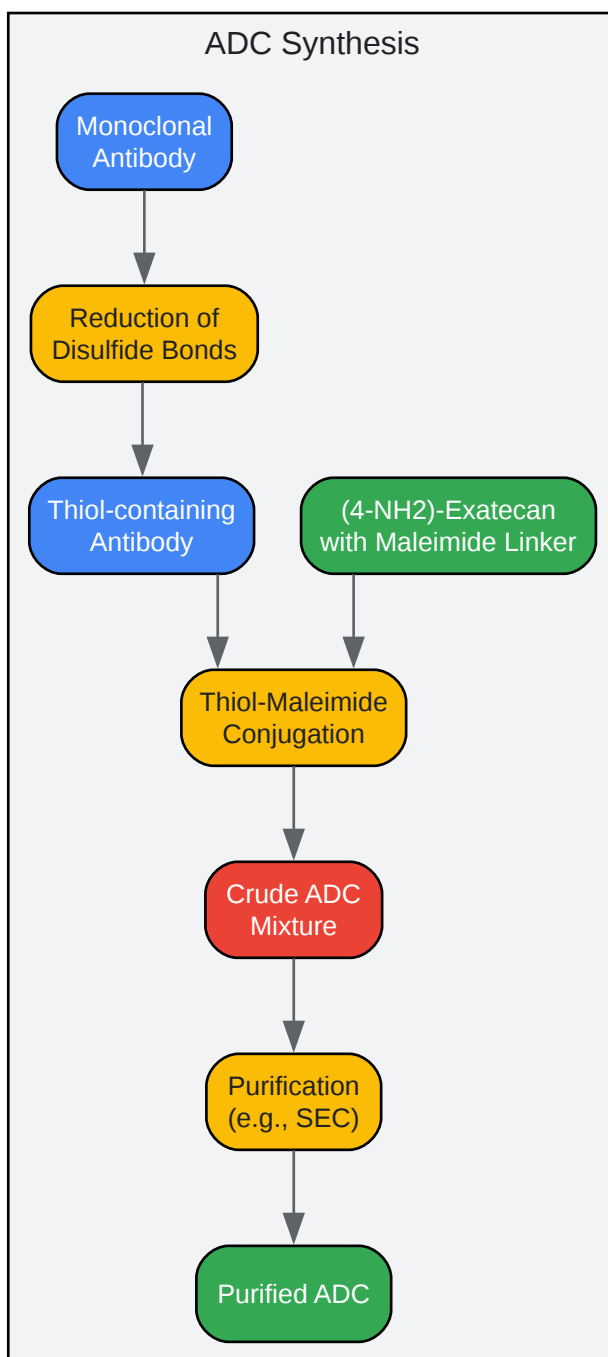 ADC Synthesis
Monoclonal
Antibody
Reduction of
Disulfide Bonds
Thiol-containing
Antibody
(4-NH2)-Exatecan
with Maleimide Linker
Thiol-Maleimide
Conjugation
Crude ADC
Mixture
Purification
(e.g., SEC)
Purified ADC